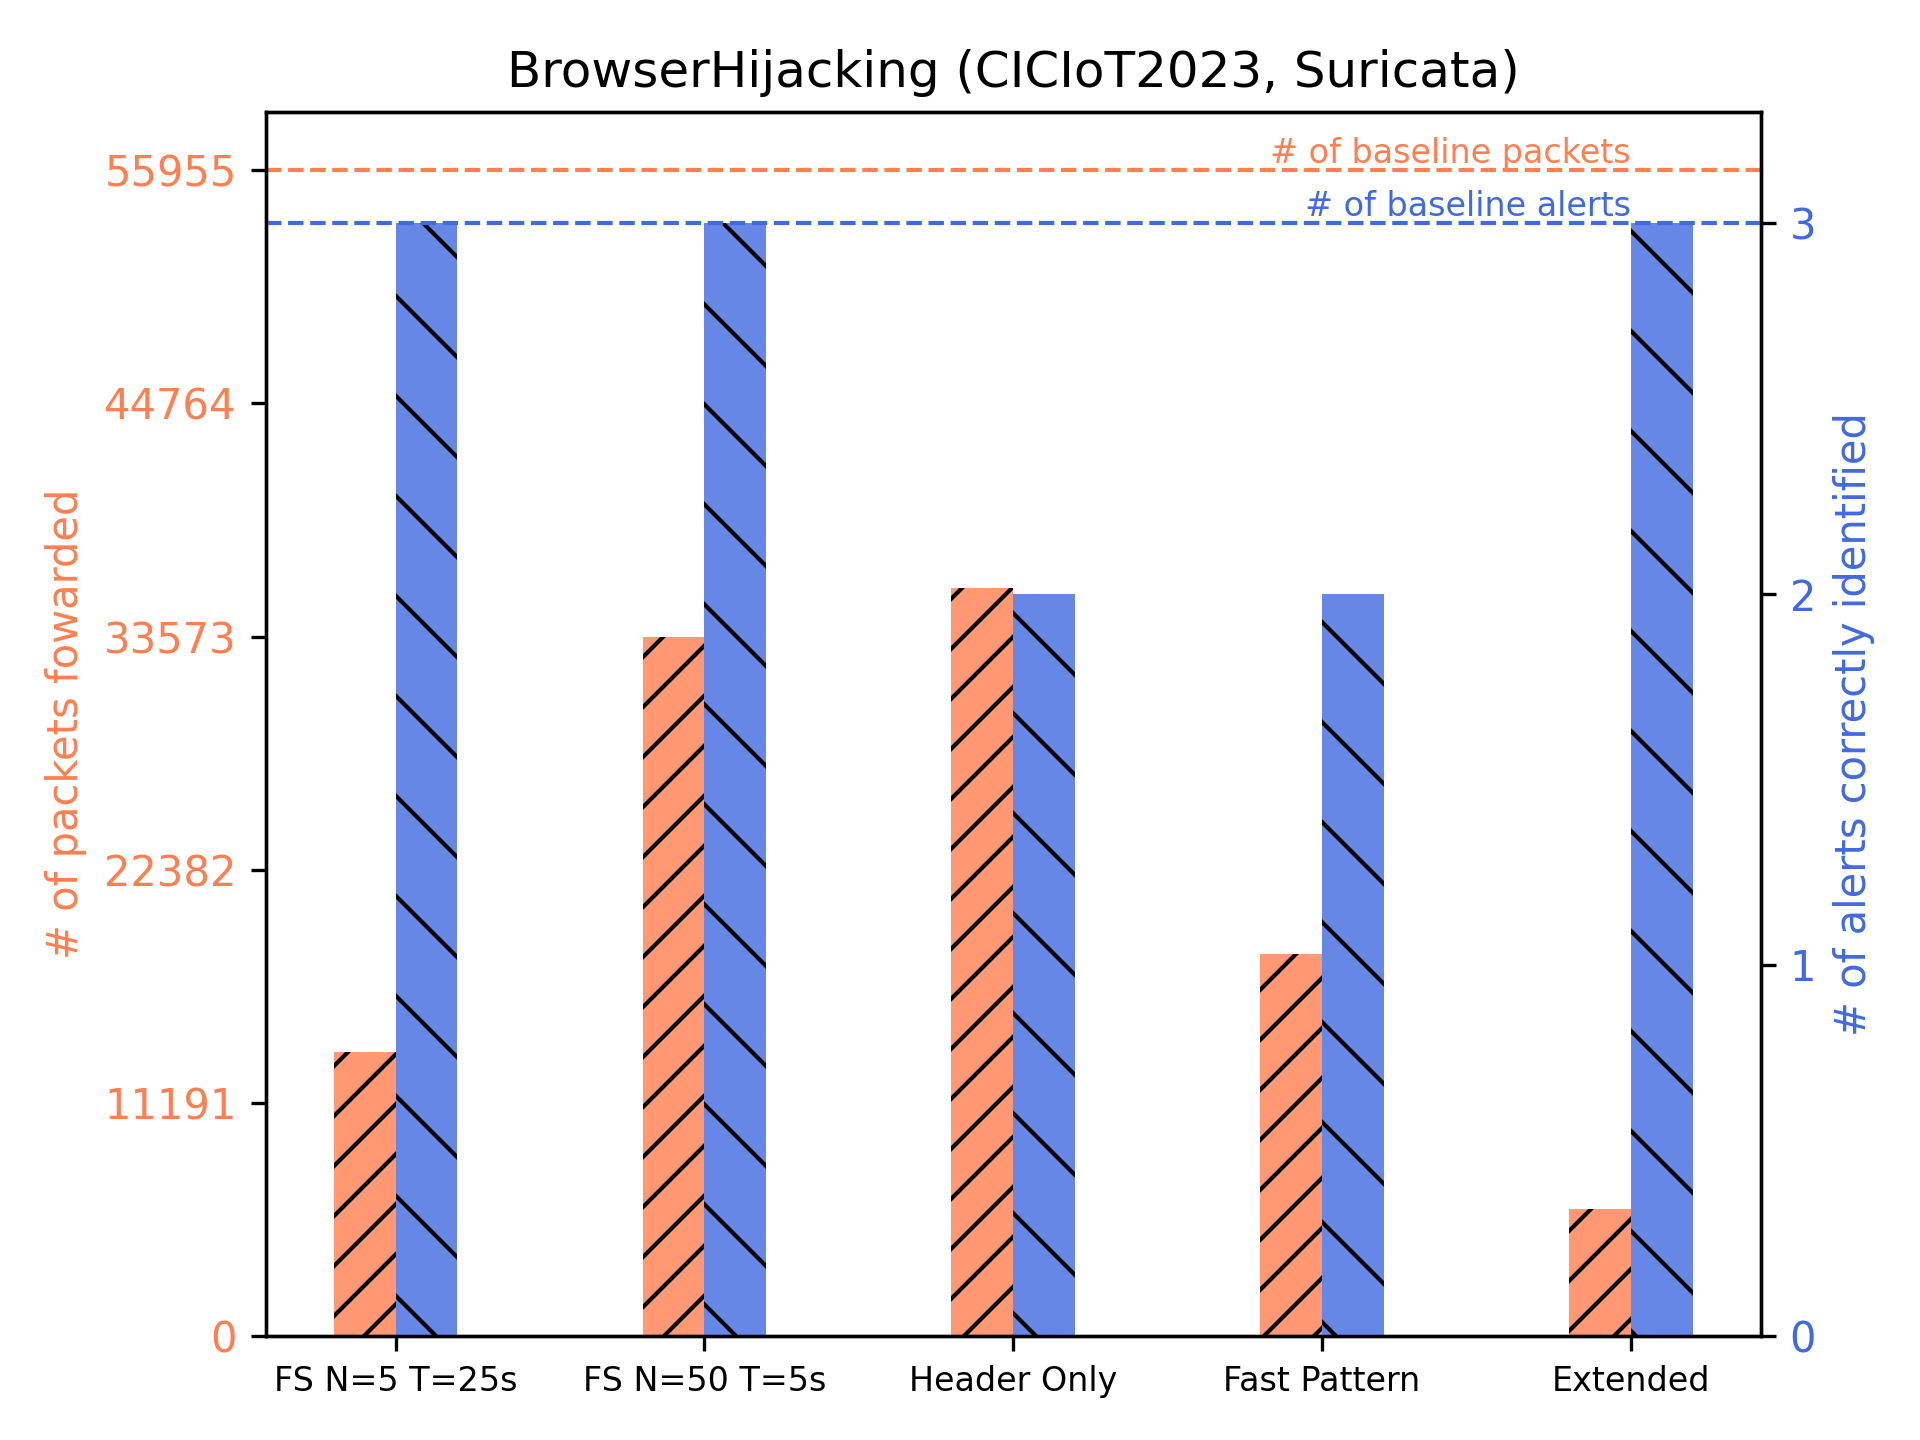 BrowserHijacking (CICIoT2023, Suricata)
# of baseline packets
# of baseline alerts
55955
44764
33573
22382
11191
0
# of packets fowarded
3
2
1
0
# of alerts correctly identified
FS N=5 T=25s
FS N=50 T=5s
Header Only
Fast Pattern
Extended